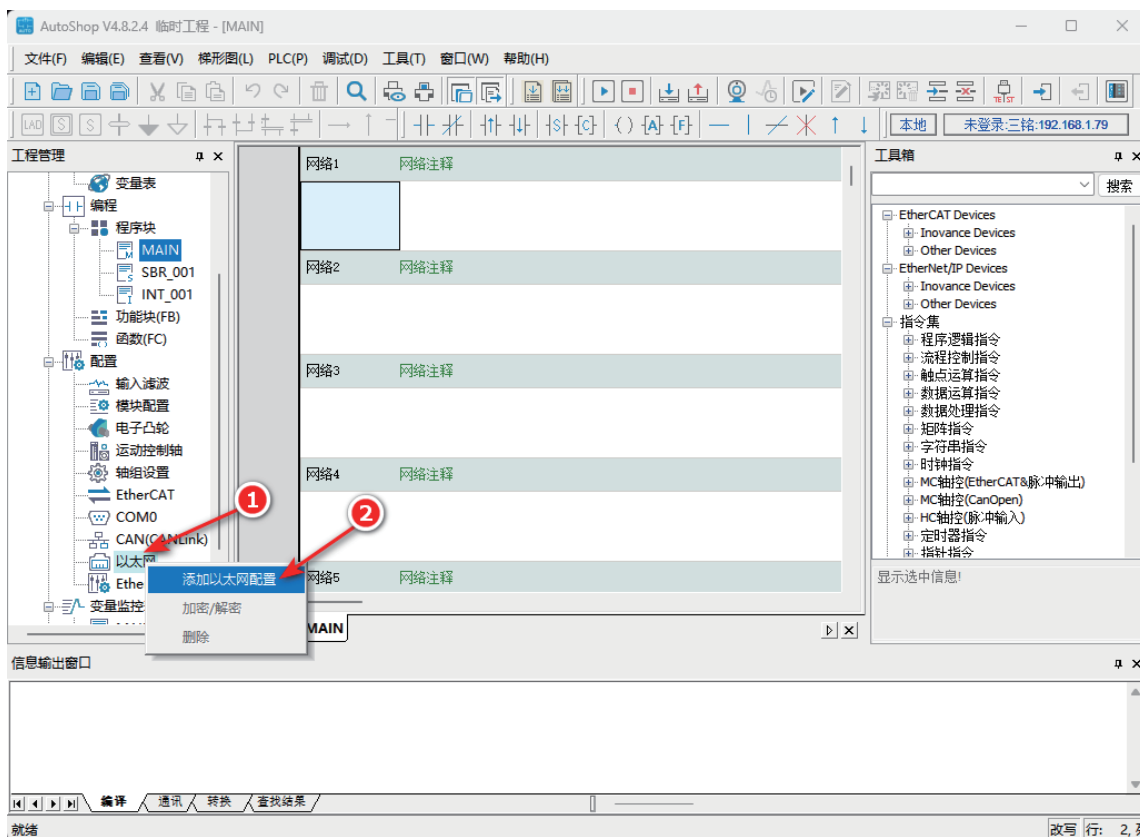 AutoShop V4.8.2.4 临时工程 - [MAIN]
文件(F) 编辑(E) 查看(V) 梯形图(L) PLC(P) 调试(D) 工具(T) 窗口(W) 帮助(H)
TEST
LAD S S
S C A F
本地 未登录:三铭:192.168.1.79
工程管理
变量表
编程
程序块
MAIN
SBR_001
INT_001
功能块(FB)
函数(FC)
配置
输入滤波
模块配置
电子凸轮
运动控制轴
轴组设置
EtherCAT
COM0
CAN(CANLink)
以太网
Ethe
变量监控
1
2
添加以太网配置
加密/解密
删除
网络1 网络注释
网络2 网络注释
网络3 网络注释
网络4 网络注释
网络5 网络注释
MAIN
工具箱
搜索
EtherCAT Devices
Inovance Devices
Other Devices
EtherNet/IP Devices
Inovance Devices
Other Devices
指令集
程序逻辑指令
流程控制指令
触点运算指令
数据运算指令
数据处理指令
矩阵指令
字符串指令
时钟指令
MC轴控(EtherCAT&脉冲输出)
MC轴控(CanOpen)
HC轴控(脉冲输入)
定时器指令
指针指令
显示选中信息!
信息输出窗口
编译 通讯 转换 查找结果
就绪
改写 行: 2,